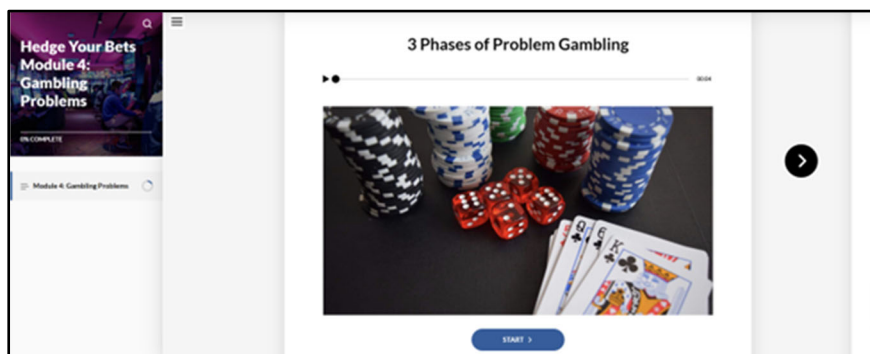 Hedge Your Bets
Module 4:
Gambling
Problems
0% COMPLETE
Module 4: Gambling Problems
3 Phases of Problem Gambling
00:04
Q
6
K
START